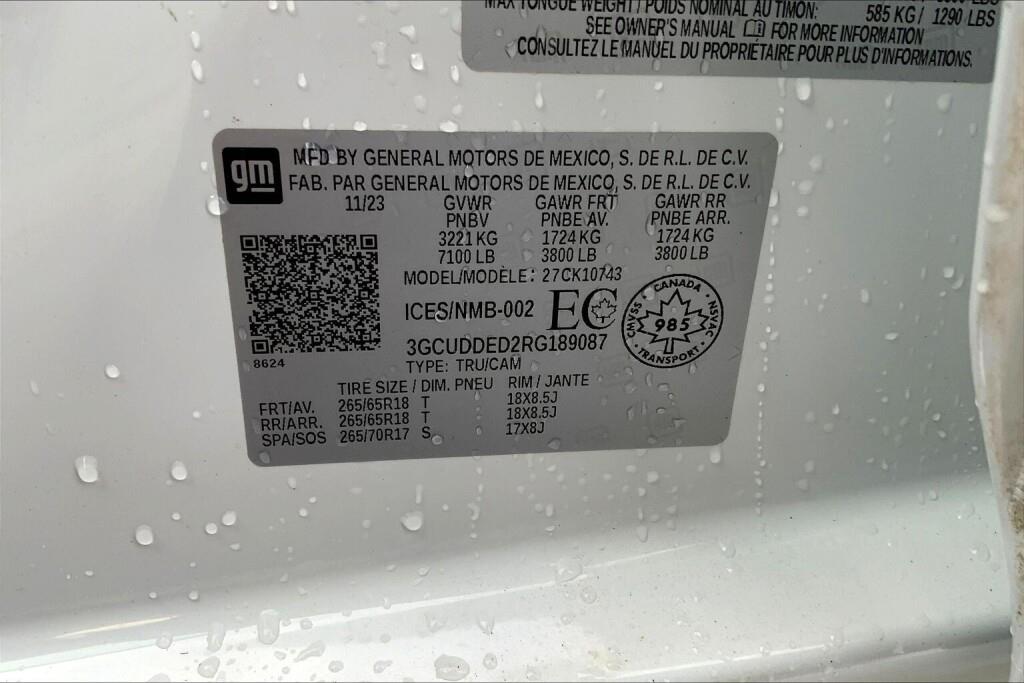 MAX TONGUE WEIGHT / POIDS NOMINAL AU TIMON: 585 KG / 1290 LBS
SEE OWNER'S MANUAL FOR MORE INFORMATION
CONSULTEZ LE MANUEL DU PROPRIÉTAIRE POUR PLUS D'INFORMATIONS.
gm
MFD BY GENERAL MOTORS DE MEXICO, S. DE R.L. DE C.V.
FAB. PAR GENERAL MOTORS DE MEXICO, S. DE R.L. DE C.V.
11/23 GVWR GAWR FRT GAWR RR
PNBV PNBE AV. PNBE ARR.
3221 KG 1724 KG 1724 KG
7100 LB 3800 LB 3800 LB
MODEL/MODÈLE: 27CK10743
ICES/NMB-002 EC
CANADA
CMVSS 985 NSVAC
TRANSPORT
3GCUDDED2RG189087
8624 TYPE: TRU/CAM
TIRE SIZE / DIM. PNEU RIM / JANTE
FRT/AV. 265/65R18 T 18X8.5J
RR/ARR. 265/65R18 T 18X8.5J
SPA/SOS 265/70R17 S 17X8J